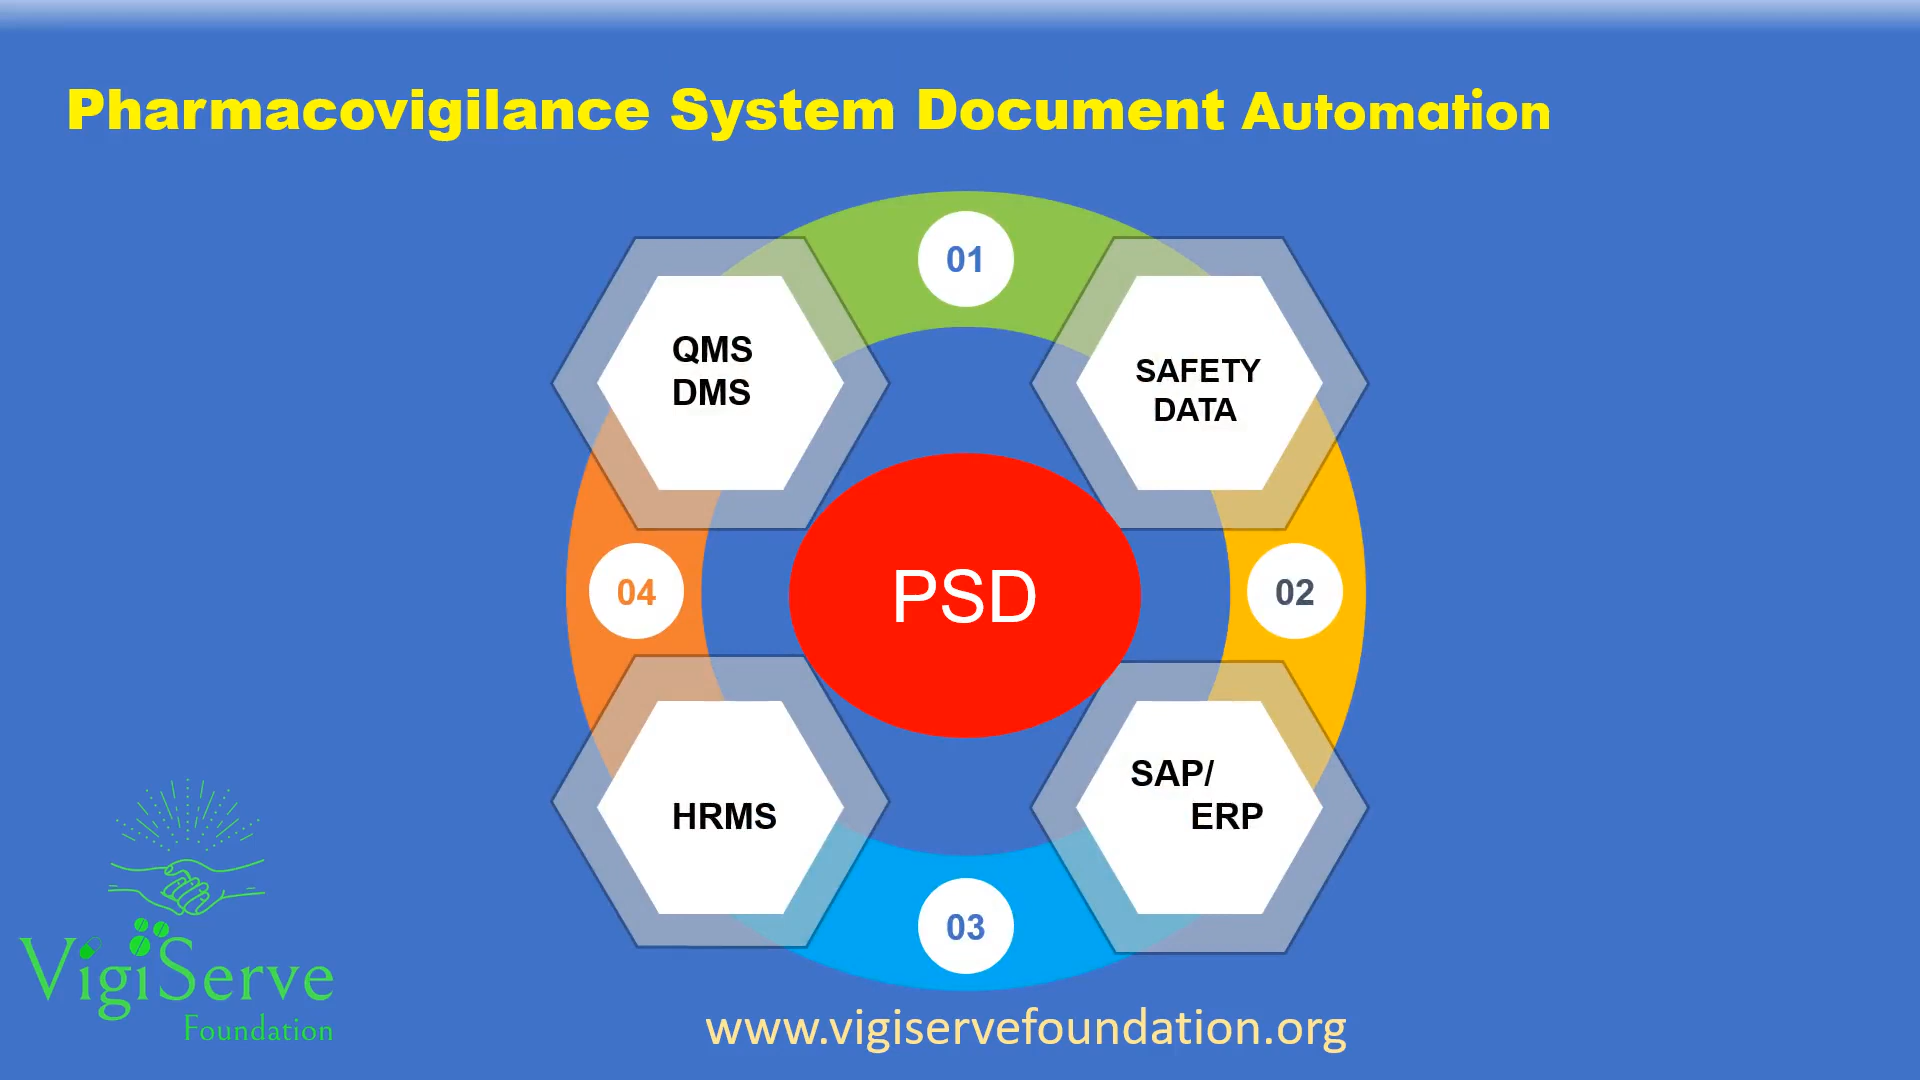 Pharmacovigilance System Document Automation
01
QMS
DMS
SAFETY
DATA
04
PSD
02
HRMS
SAP/
ERP
03
VigiServe
Foundation
www.vigiservefoundation.org